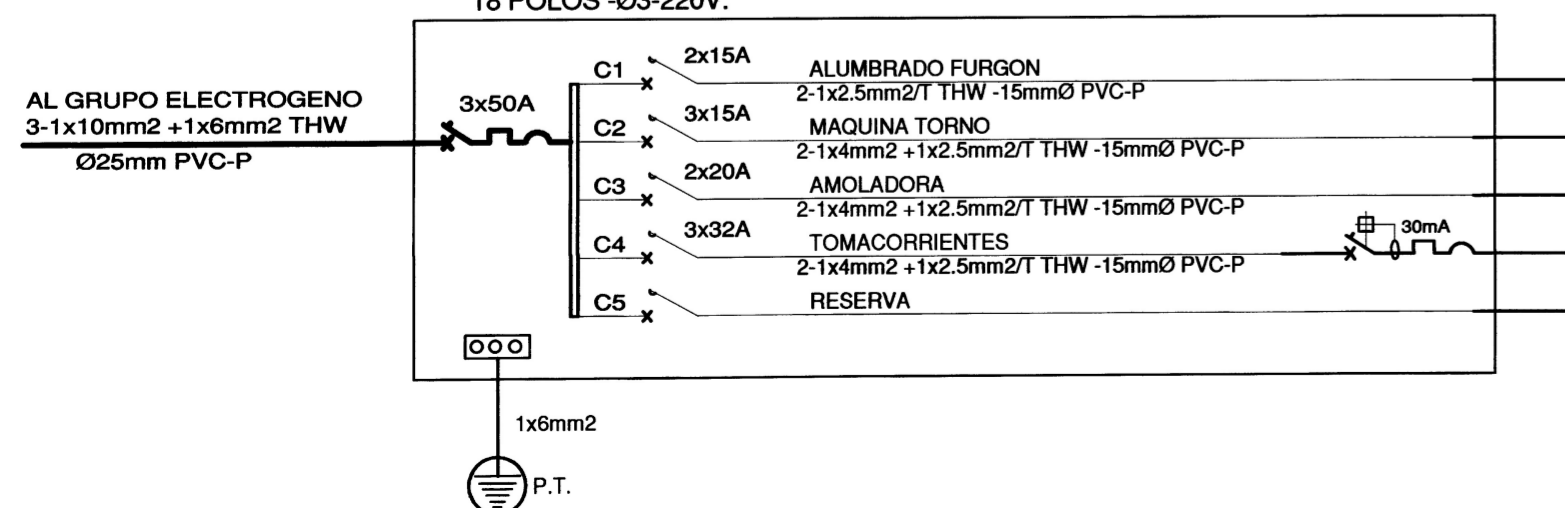 18 POLOS -Ø3-220V.
AL GRUPO ELECTROGENO
3-1x10mm2 +1x6mm2 THW
Ø25mm PVC-P
3x50A
C1 2x15A ALUMBRADO FURGON
2-1x2.5mm2/T THW -15mmØ PVC-P
C2 3x15A MAQUINA TORNO
2-1x4mm2 +1x2.5mm2/T THW -15mmØ PVC-P
C3 2x20A AMOLADORA
2-1x4mm2 +1x2.5mm2/T THW -15mmØ PVC-P
C4 3x32A TOMACORRIENTES 30mA
2-1x4mm2 +1x2.5mm2/T THW -15mmØ PVC-P
C5 RESERVA
1x6mm2
P.T.